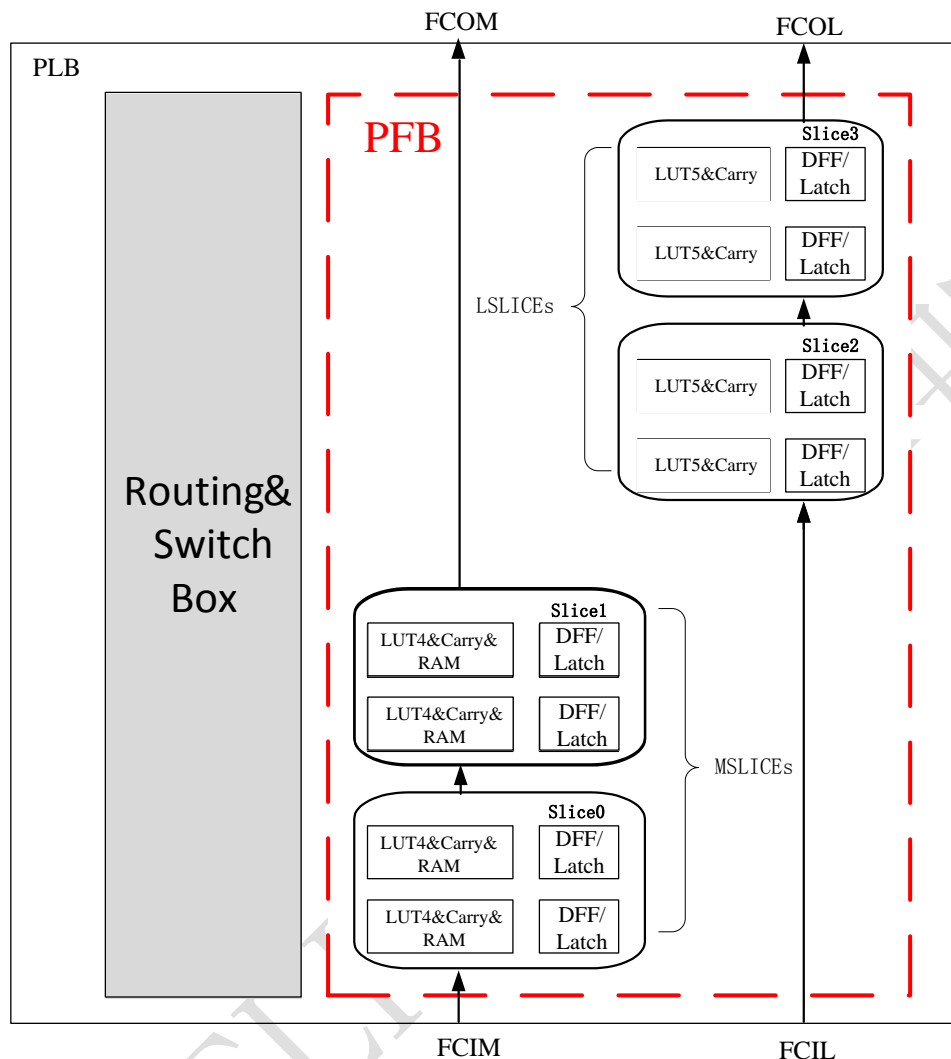 FCOM
FCOL
PLB
PFB
Slice3
LUT5&Carry
DFF/
Latch
LUT5&Carry
DFF/
Latch
LSLICEs
Slice2
LUT5&Carry
DFF/
Latch
LUT5&Carry
DFF/
Latch
Routing&
Switch
Box
Slice1
LUT4&Carry&
RAM
DFF/
Latch
LUT4&Carry&
RAM
DFF/
Latch
MSLICEs
Slice0
LUT4&Carry&
RAM
DFF/
Latch
LUT4&Carry&
RAM
DFF/
Latch
FCIM
FCIL